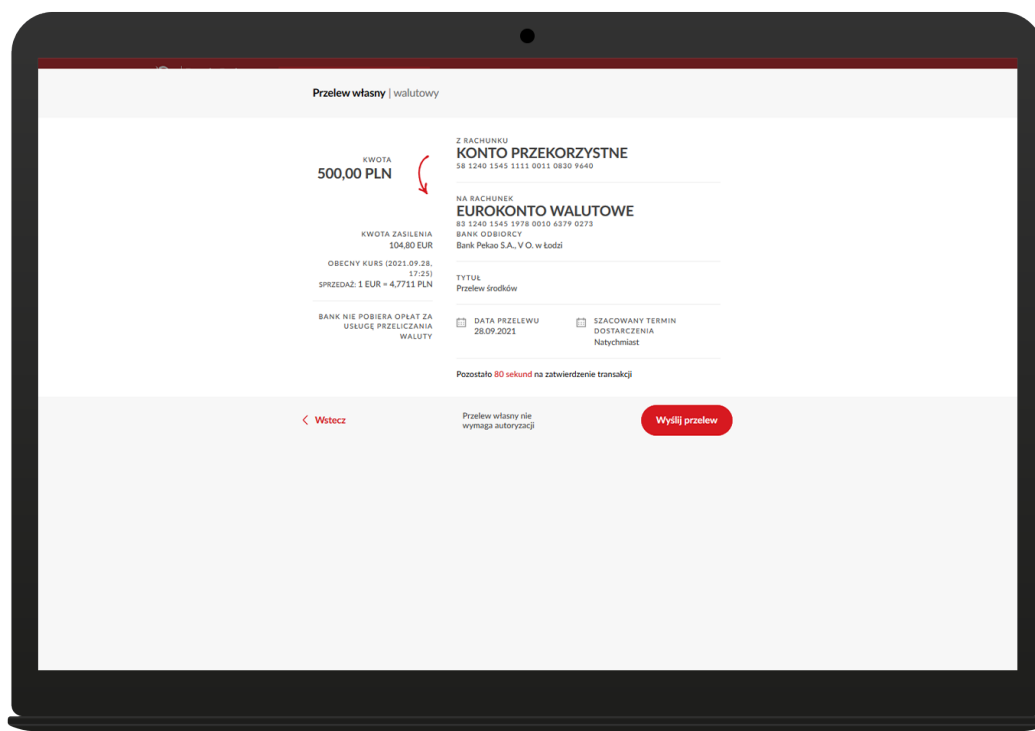 Przelew własny | walutowy
KWOTA
500,00 PLN
Z RACHUNKU
KONTO PRZEKORZYSTNE
58 1240 1545 1111 0011 0830 9640
NA RACHUNEK
EUROKONTO WALUTOWE
83 1240 1545 1978 0010 6379 0273
BANK ODBIORCY
Bank Pekao S.A., V O. w Łodzi
KWOTA ZASILENIA
104,80 EUR
OBECNY KURS (2021.09.28,
17:25)
SPRZEDAŻ: 1 EUR = 4,7711 PLN
BANK NIE POBIERA OPŁAT ZA
USŁUGĘ PRZELICZANIA
WALUTY
TYTUŁ
Przelew środków
DATA PRZELEWU
28.09.2021
SZACOWANY TERMIN
DOSTARCZENIA
Natychmiast
Pozostało 80 sekund na zatwierdzenie transakcji
Wstecz
Przelew własny nie
wymaga autoryzacji
Wyślij przelew